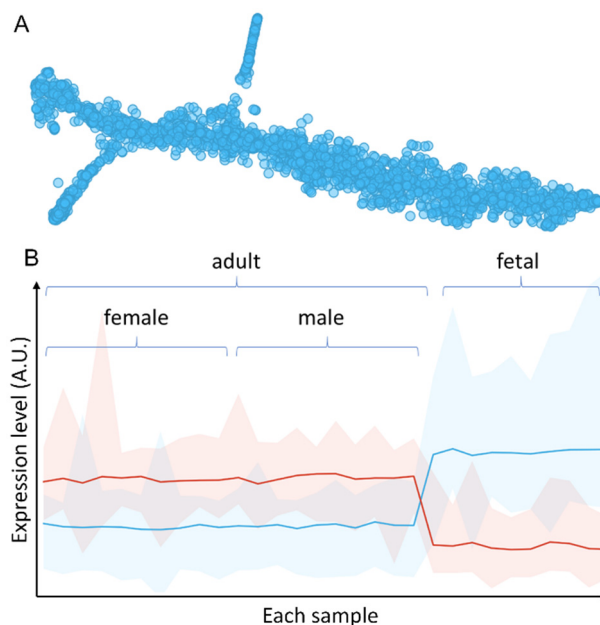 A
B
adult fetal
female male
Expression level (A.U.)
Each sample